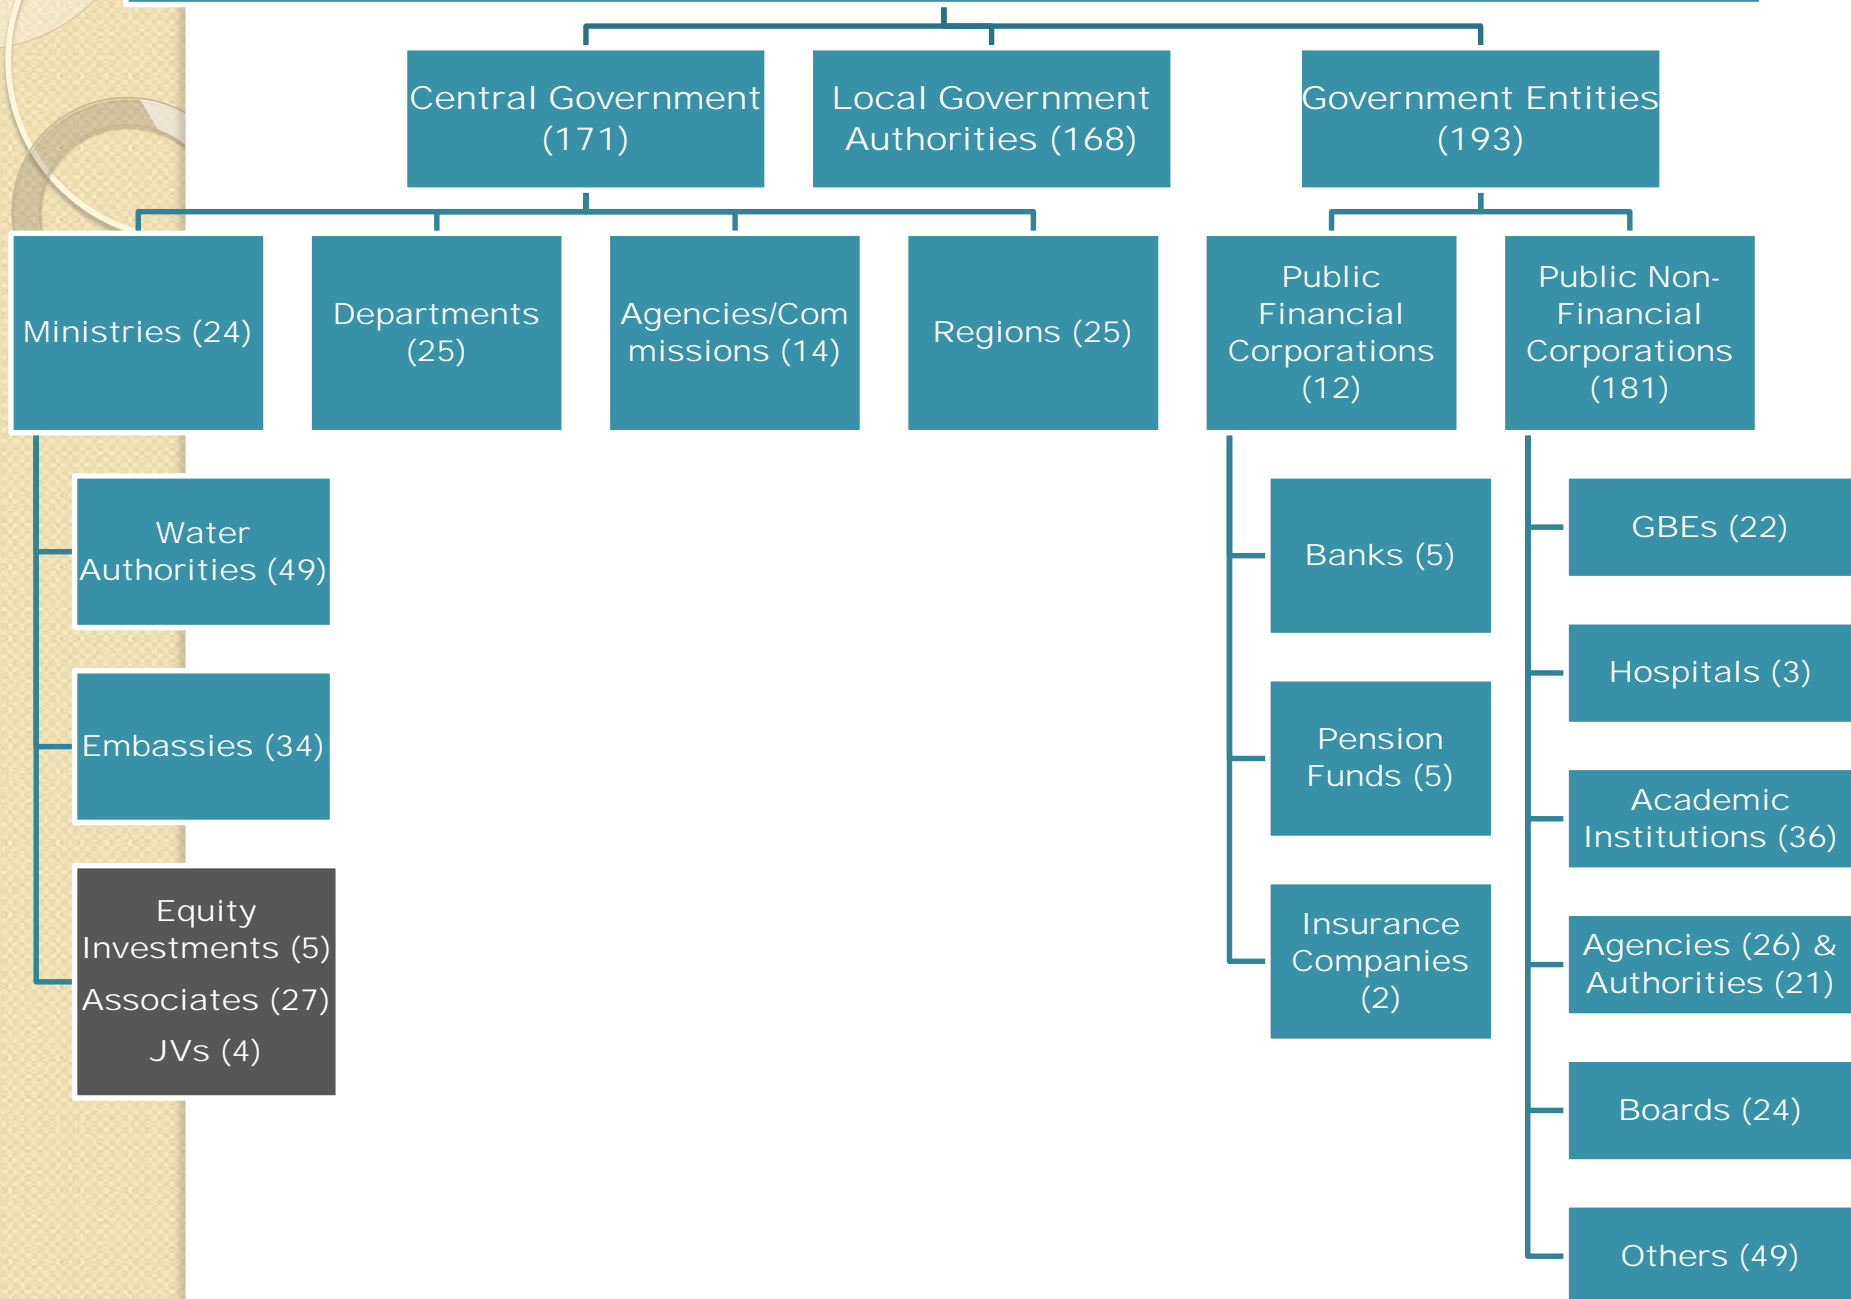 Central Government
(171)
Local Government
Authorities (168)
Government Entities
(193)
Ministries (24)
Departments
(25)
Agencies/Com
missions (14)
Regions (25)
Public
Financial
Corporations
(12)
Public Non-
Financial
Corporations
(181)
Water
Authorities (49)
Embassies (34)
Equity
Investments (5)
Associates (27)
JVs (4)
Banks (5)
Pension
Funds (5)
Insurance
Companies
(2)
GBEs (22)
Hospitals (3)
Academic
Institutions (36)
Agencies (26) &
Authorities (21)
Boards (24)
Others (49)